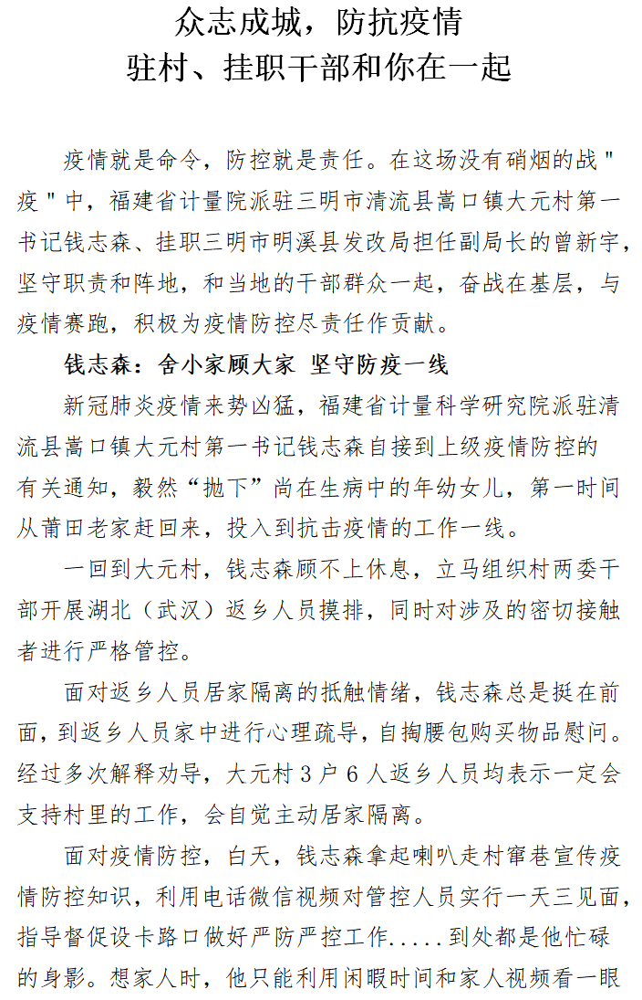 众志成城，防抗疫情
驻村、挂职干部和你在一起
疫情就是命令，防控就是责任。在这场没有硝烟的战＂
疫＂中，福建省计量院派驻三明市清流县嵩口镇大元村第一
书记钱志森、挂职三明市明溪县发改局担任副局长的曾新宇，
坚守职责和阵地，和当地的干部群众一起，奋战在基层，与
疫情赛跑，积极为疫情防控尽责任作贡献。
钱志森：舍小家顾大家 坚守防疫一线
新冠肺炎疫情来势凶猛，福建省计量科学研究院派驻清
流县嵩口镇大元村第一书记钱志森自接到上级疫情防控的
有关通知，毅然“抛下”尚在生病中的年幼女儿，第一时间
从莆田老家赶回来，投入到抗击疫情的工作一线。
一回到大元村，钱志森顾不上休息，立马组织村两委干
部开展湖北（武汉）返乡人员摸排，同时对涉及的密切接触
者进行严格管控。
面对返乡人员居家隔离的抵触情绪，钱志森总是挺在前
面，到返乡人员家中进行心理疏导，自掏腰包购买物品慰问。
经过多次解释劝导，大元村3户6人返乡人员均表示一定会
支持村里的工作，会自觉主动居家隔离。
面对疫情防控，白天，钱志森拿起喇叭走村窜巷宣传疫
情防控知识，利用电话微信视频对管控人员实行一天三见面，
指导督促设卡路口做好严防严控工作.....到处都是他忙碌
的身影。想家人时，他只能利用闲暇时间和家人视频看一眼